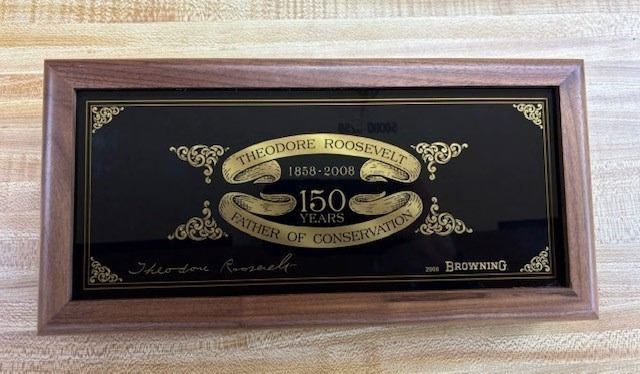 THEODORE ROOSEVELT
1858-2008
150
YEARS
FATHER OF CONSERVATION
Theodore Roosevelt
2008 BROWNING